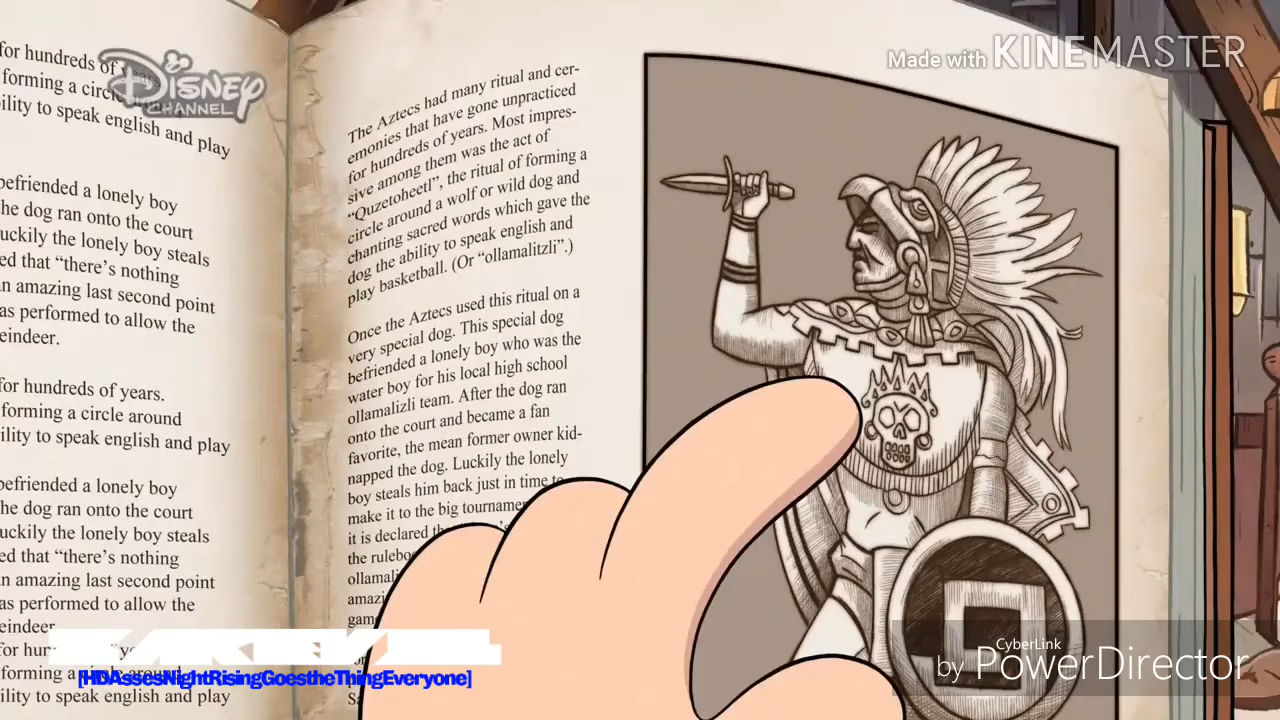 for hundreds of years
forming a circle around
ility to speak english and play
befriended a lonely boy
the dog ran onto the court
uckily the lonely boy steals
ed that “there’s nothing
n amazing last second point
as performed to allow the
eindeer.
for hundreds of years.
forming a circle around
ility to speak english and play
befriended a lonely boy
he dog ran onto the court
uckily the lonely boy steals
ed that “there’s nothing
n amazing last second point
as performed to allow the
eindeer
forming a circle around
ility to speak english and play
The Aztecs had many ritual and cer-
emonies that have gone unpracticed
for hundreds of years. Most impres-
sive among them was the act of
“Quzetoheetl”, the ritual of forming a
circle around a wolf or wild dog and
chanting sacred words which gave the
dog the ability to speak english and
play basketball. (Or “ollamalitzli”.)
Once the Aztecs used this ritual on a
very special dog. This special dog
befriended a lonely boy who was the
water boy for his local high school
ollamalizli team. After the dog ran
onto the court and became a fan
favorite, the mean former owner kid-
napped the dog. Luckily the lonely
boy steals him back just in time to
make it to the big tournamen
it is declared th
the ruleboo
ollamali
amazi
gam
DISNEY
CHANNEL
Made with KINEMASTER
CyberLink
by PowerDirector
[HDAssesNightRisingGoestheThingEveryone]